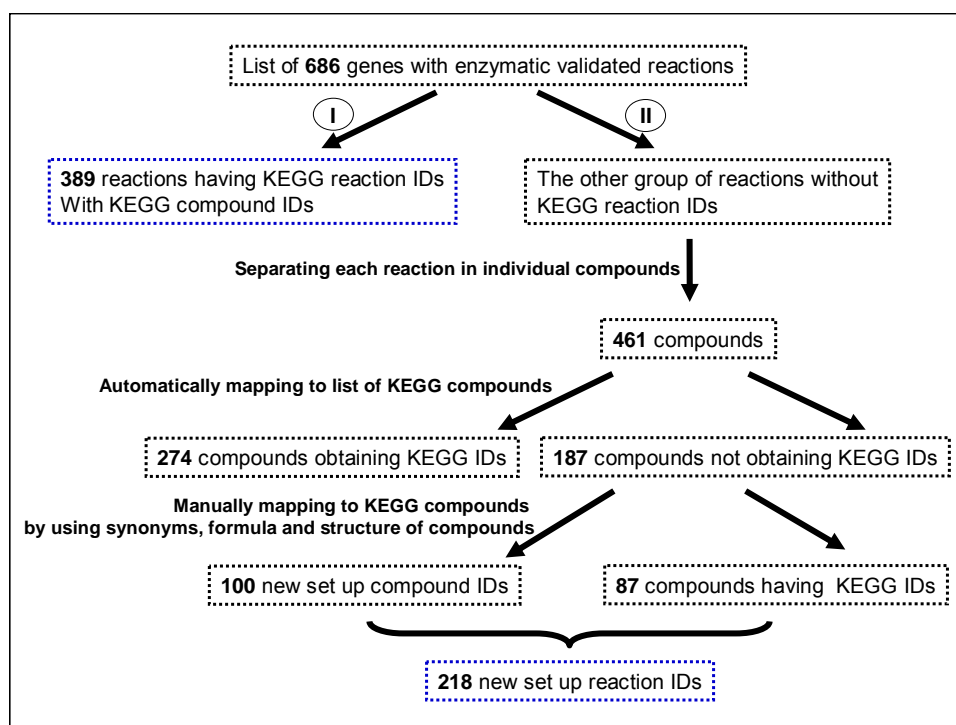 List of 686 genes with enzymatic validated reactions
I
II
389 reactions having KEGG reaction IDs
With KEGG compound IDs
The other group of reactions without
KEGG reaction IDs
Separating each reaction in individual compounds
461 compounds
Automatically mapping to list of KEGG compounds
274 compounds obtaining KEGG IDs
187 compounds not obtaining KEGG IDs
Manually mapping to KEGG compounds
by using synonyms, formula and structure of compounds
100 new set up compound IDs
87 compounds having KEGG IDs
218 new set up reaction IDs